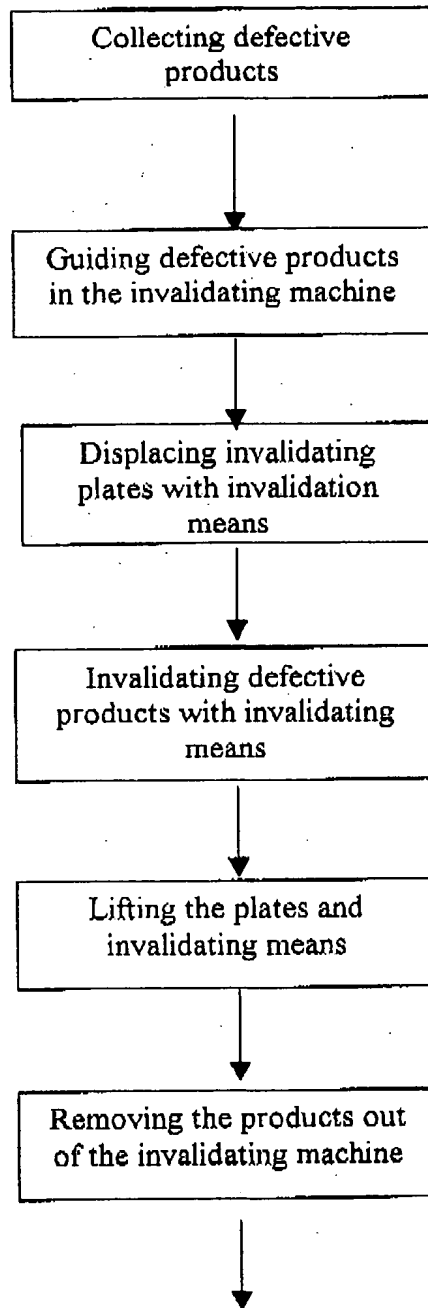 Collecting defective
products
Guiding defective products
in the invalidating machine
Displacing invalidating
plates with invalidation
means
Invalidating defective
products with invalidating
means
Lifting the plates and
invalidating means
Removing the products out
of the invalidating machine